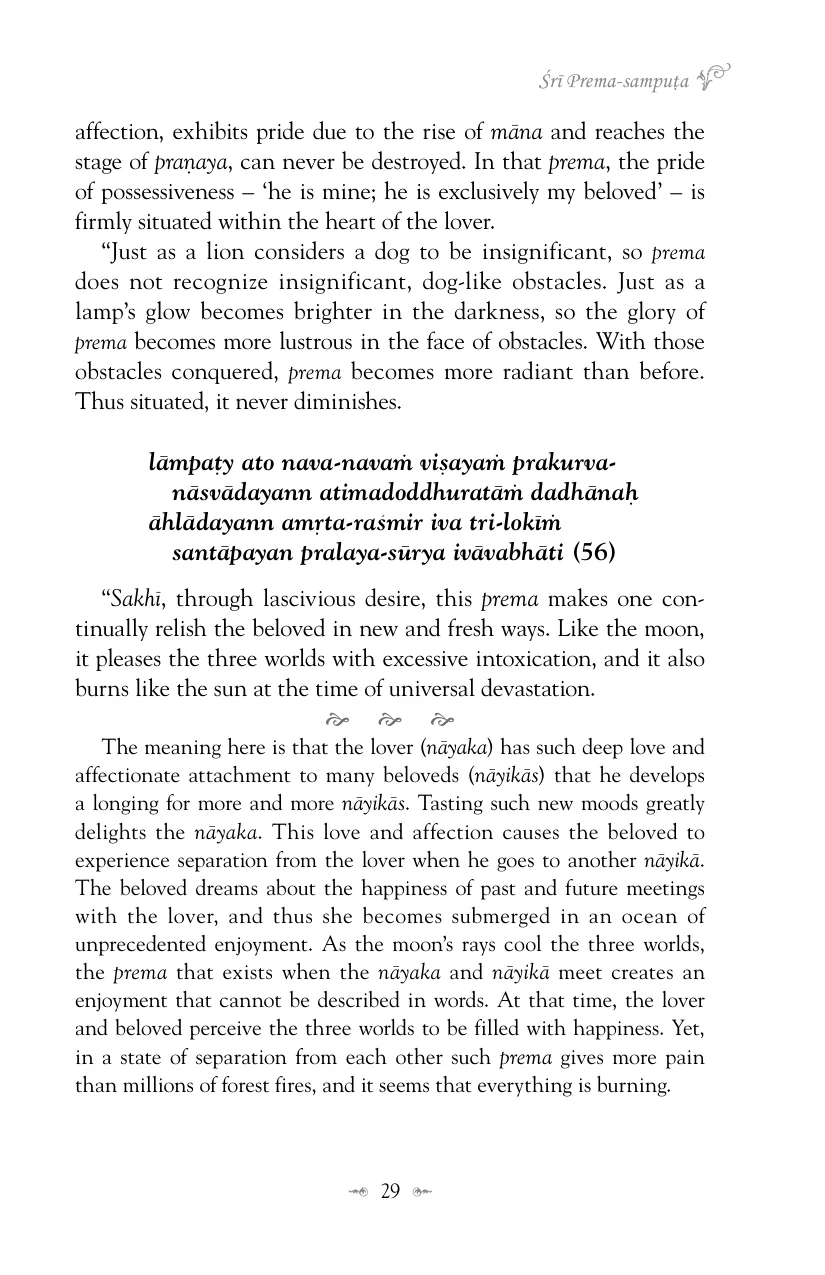 Śrī Prema-sampuṭa
affection, exhibits pride due to the rise of māna and reaches the
stage of praṇaya, can never be destroyed. In that prema, the pride
of possessiveness – ‘he is mine; he is exclusively my beloved’ – is
firmly situated within the heart of the lover.
“Just as a lion considers a dog to be insignificant, so prema
does not recognize insignificant, dog-like obstacles. Just as a
lamp’s glow becomes brighter in the darkness, so the glory of
prema becomes more lustrous in the face of obstacles. With those
obstacles conquered, prema becomes more radiant than before.
Thus situated, it never diminishes.
lāmpaṭy ato nava-navaṁ viṣayaṁ prakurva-
nāsvādayann atimadoddhuratāṁ dadhānaḥ
āhlādayann amṛta-raśmir iva tri-lokīṁ
santāpayan pralaya-sūrya ivāvabhāti (56)
“Sakhī, through lascivious desire, this prema makes one con-
tinually relish the beloved in new and fresh ways. Like the moon,
it pleases the three worlds with excessive intoxication, and it also
burns like the sun at the time of universal devastation.
The meaning here is that the lover (nāyaka) has such deep love and
affectionate attachment to many beloveds (nāyikās) that he develops
a longing for more and more nāyikās. Tasting such new moods greatly
delights the nāyaka. This love and affection causes the beloved to
experience separation from the lover when he goes to another nāyikā.
The beloved dreams about the happiness of past and future meetings
with the lover, and thus she becomes submerged in an ocean of
unprecedented enjoyment. As the moon’s rays cool the three worlds,
the prema that exists when the nāyaka and nāyikā meet creates an
enjoyment that cannot be described in words. At that time, the lover
and beloved perceive the three worlds to be filled with happiness. Yet,
in a state of separation from each other such prema gives more pain
than millions of forest fires, and it seems that everything is burning.
29